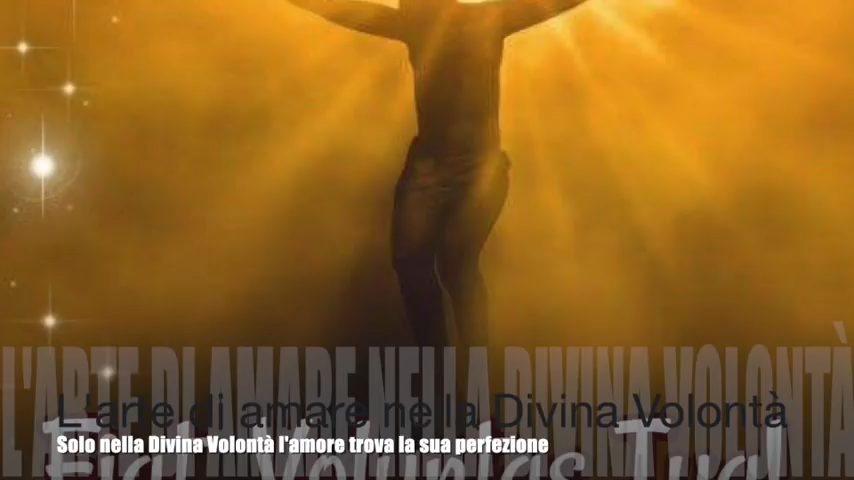 L'ARTE DI AMARE NELLA DIVINA VOLONTÀ
L'arte di amare nella Divina Volontà
Solo nella Divina Volontà l'amore trova la sua perfezione
Fiat Voluntas Tua!